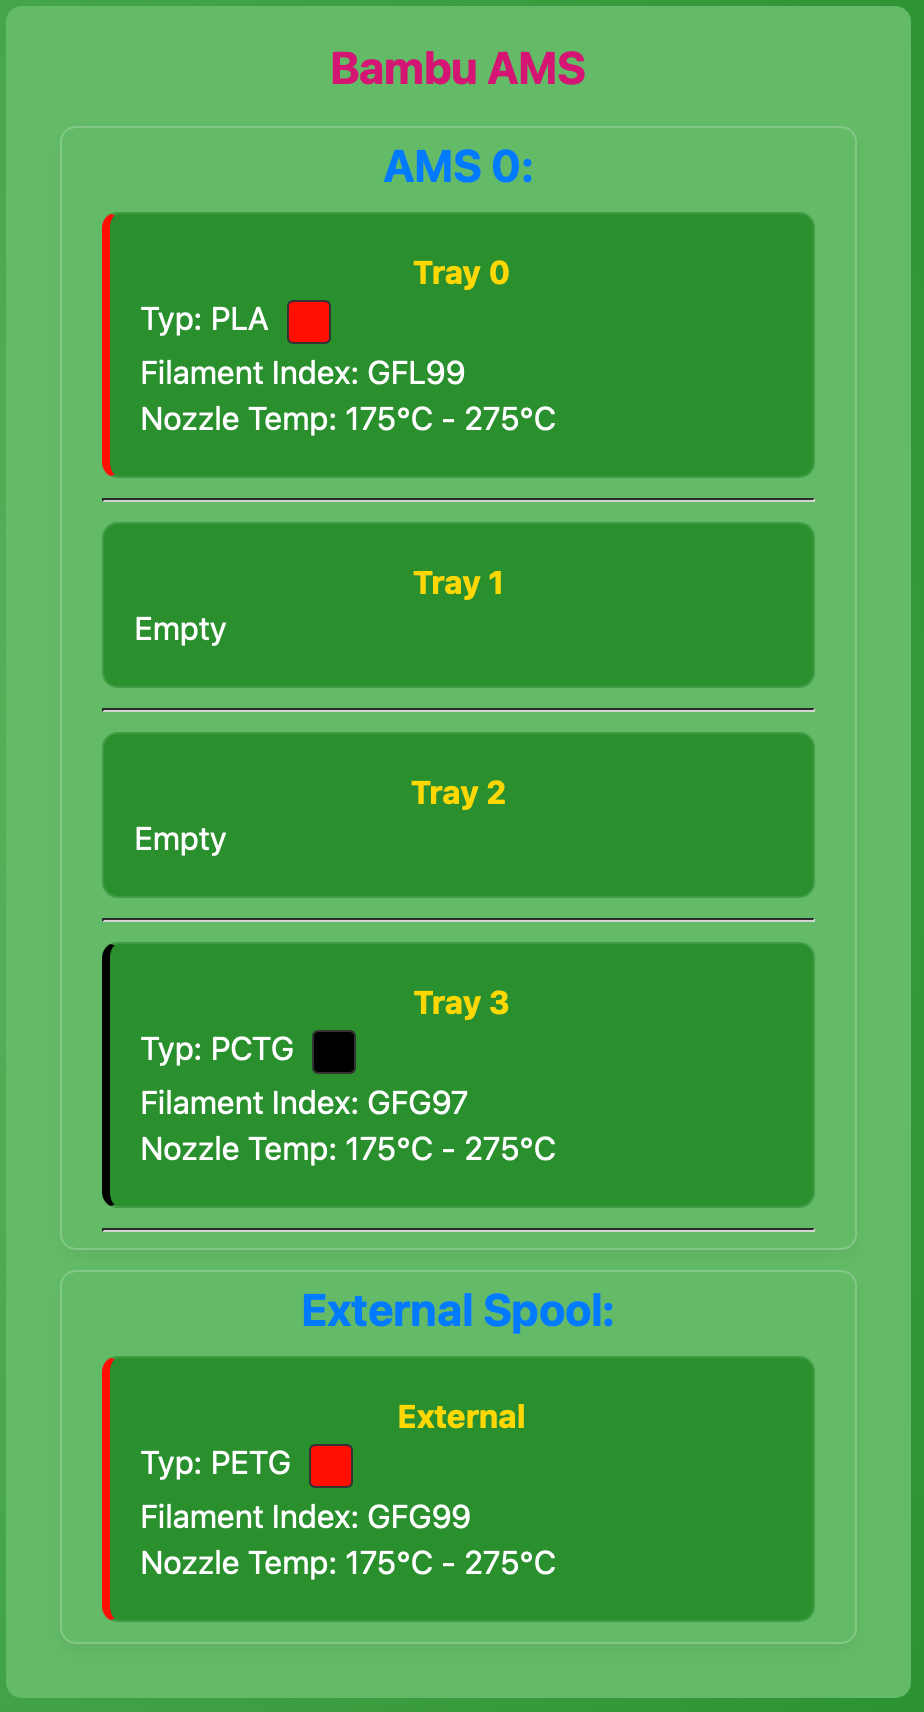 Bambu AMS
AMS 0:
Tray 0
Typ: PLA
Filament Index: GFL99
Nozzle Temp: 175°C - 275°C
Tray 1
Empty
Tray 2
Empty
Tray 3
Typ: PCTG
Filament Index: GFG97
Nozzle Temp: 175°C - 275°C
External Spool:
External
Typ: PETG
Filament Index: GFG99
Nozzle Temp: 175°C - 275°C